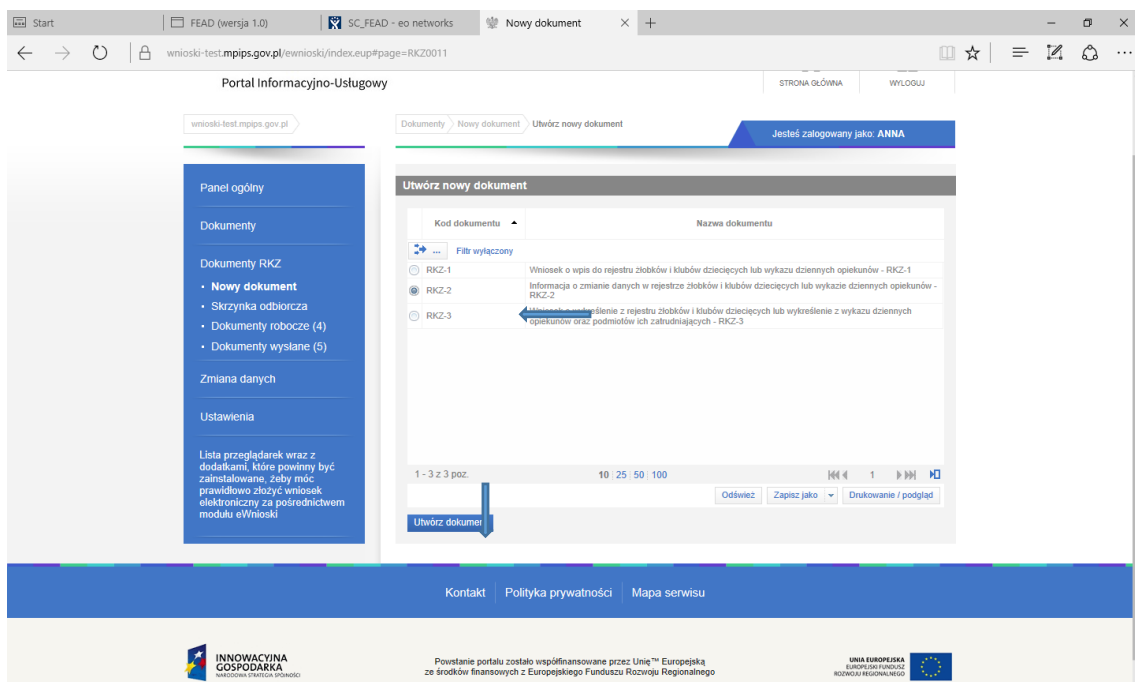 Start
FEAD (wersja 1.0)
SC_FEAD - eo networks
Nowy dokument
wnioski-test.mpips.gov.pl/ewnioski/index.eup#page=RKZ0011
Portal Informacyjno-Usługowy
STRONA GŁÓWNA
WYLOGUJ
wnioski-test.mpips.gov.pl
Dokumenty Nowy dokument Utwórz nowy dokument
Jesteś zalogowany jako: ANNA
Panel ogólny
Dokumenty
Dokumenty RKZ
• Nowy dokument
• Skrzynka odbiorcza
• Dokumenty robocze (4)
• Dokumenty wysłane (5)
Zmiana danych
Ustawienia
Lista przeglądarek wraz z
dodatkami, które powinny być
zainstalowane, żeby móc
prawidłowo złożyć wniosek
elektroniczny za pośrednictwem
modułu eWnioski
Utwórz nowy dokument
Kod dokumentu Nazwa dokumentu
... Filtr wyłączony
RKZ-1 Wniosek o wpis do rejestru żłobków i klubów dziecięcych lub wykazu dziennych opiekunów - RKZ-1
RKZ-2 Informacja o zmianie danych w rejestrze żłobków i klubów dziecięcych lub wykazie dziennych opiekunów -
RKZ-2
RKZ-3 z rejestru żłobków i klubów dziecięcych lub wykreślenie z wykazu dziennych
opiekunów oraz podmiotów ich zatrudniających - RKZ-3
1 - 3 z 3 poz. 10 | 25 | 50 | 100 1
Odśwież Zapisz jako Drukowanie / podgląd
Utwórz
Kontakt Polityka prywatności Mapa serwisu
INNOWACYJNA
GOSPODARKA
NARODOWA STRATEGIA SPÓJNOŚCI
Powstanie portalu zostało współfinansowane przez Unię™ Europejską
ze środków finansowych z Europejskiego Funduszu Rozwoju Regionalnego
UNIA EUROPEJSKA
EUROPEJSKI FUNDUSZ
ROZWOJU REGIONALNEGO